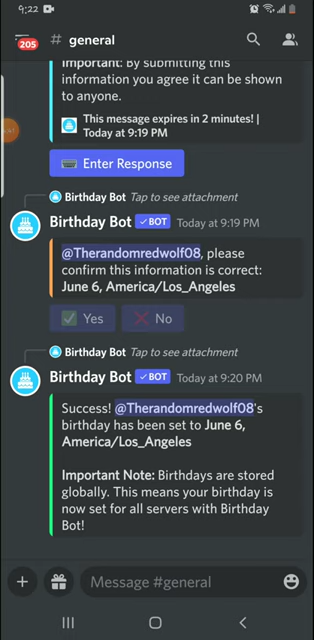 9:22
205
# general
Important: By submitting this
information you agree it can be shown
to anyone.
This message expires in 2 minutes! |
Today at 9:19 PM
Enter Response
Birthday Bot Tap to see attachment
Birthday Bot ✓ BOT Today at 9:19 PM
@Therandomredwolf08, please
confirm this information is correct:
June 6, America/Los_Angeles
Yes No
Birthday Bot Tap to see attachment
Birthday Bot ✓ BOT Today at 9:20 PM
Success! @Therandomredwolf08's
birthday has been set to June 6,
America/Los_Angeles
Important Note: Birthdays are stored
globally. This means your birthday is
now set for all servers with Birthday
Bot!
Message #general